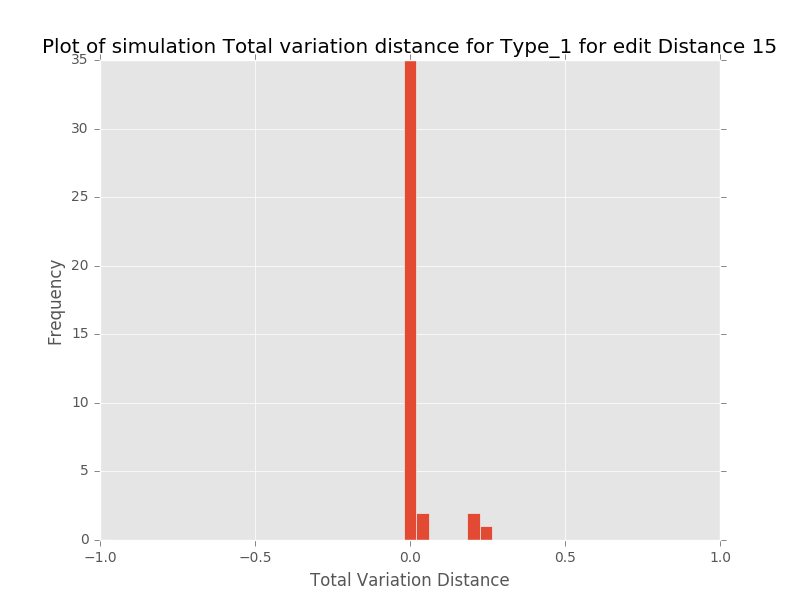 Plot of simulation Total variation distance for Type_1 for edit Distance 15
35
30
25
20
15
10
5
0
Frequency
−1.0 −0.5 0.0 0.5 1.0
Total Variation Distance